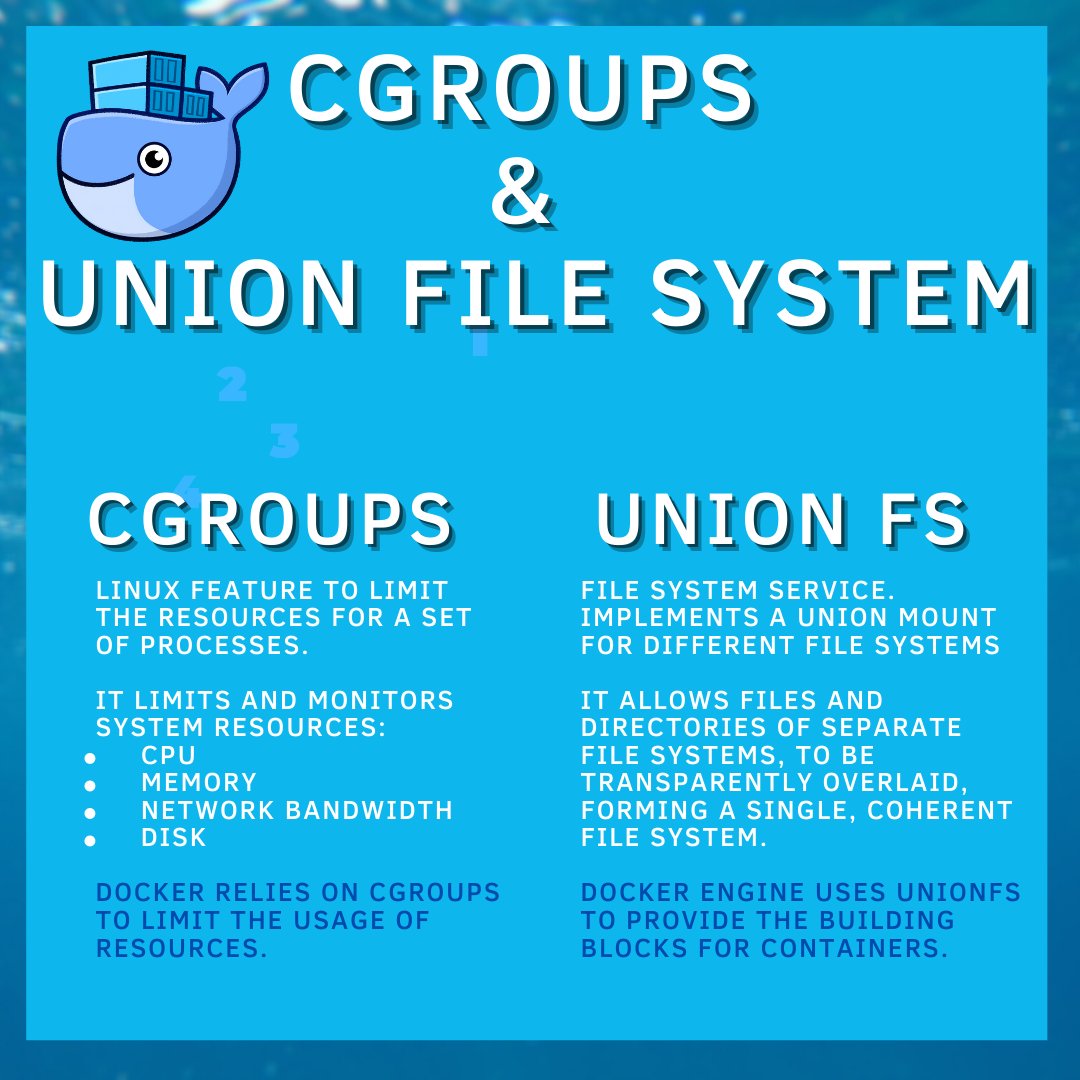 CGROUPS
&
UNION FILE SYSTEM
1
2
3
4
CGROUPS
LINUX FEATURE TO LIMIT
THE RESOURCES FOR A SET
OF PROCESSES.
IT LIMITS AND MONITORS
SYSTEM RESOURCES:
● CPU
● MEMORY
● NETWORK BANDWIDTH
● DISK
DOCKER RELIES ON CGROUPS
TO LIMIT THE USAGE OF
RESOURCES.
UNION FS
FILE SYSTEM SERVICE.
IMPLEMENTS A UNION MOUNT
FOR DIFFERENT FILE SYSTEMS
IT ALLOWS FILES AND
DIRECTORIES OF SEPARATE
FILE SYSTEMS, TO BE
TRANSPARENTLY OVERLAID,
FORMING A SINGLE, COHERENT
FILE SYSTEM.
DOCKER ENGINE USES UNIONFS
TO PROVIDE THE BUILDING
BLOCKS FOR CONTAINERS.